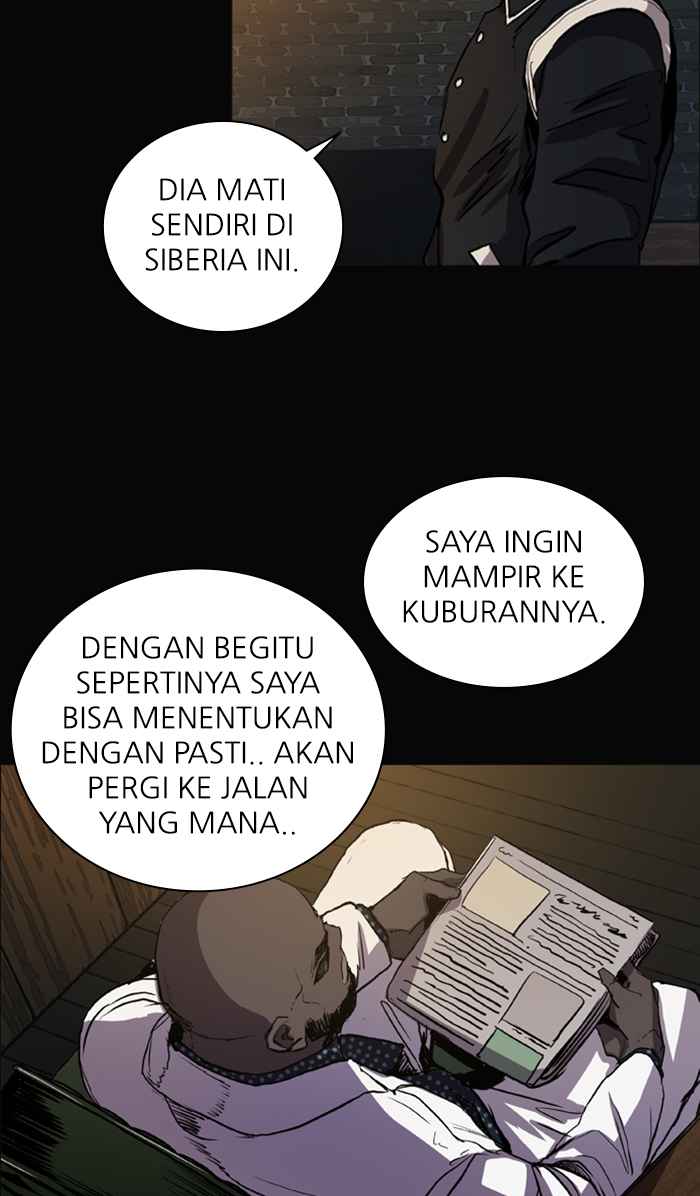 DIA MATI
SENDIRI DI
SIBERIA INI.
SAYA INGIN
MAMPIR KE
KUBURANNYA.
DENGAN BEGITU
SEPERTINYA SAYA
BISA MENENTUKAN
DENGAN PASTI.. AKAN
PERGI KE JALAN
YANG MANA..